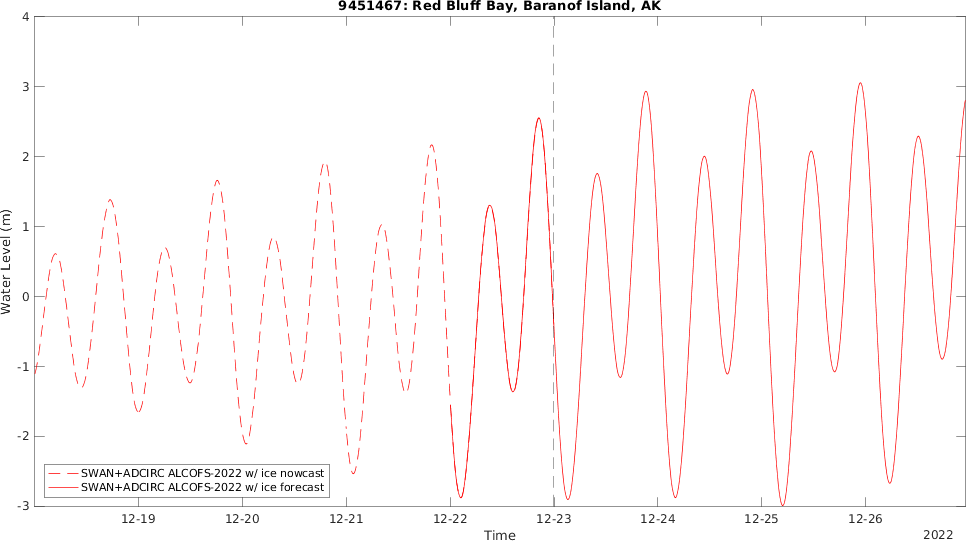 9451467: Red Bluff Bay, Baranof Island, AK
Water Level (m)
4
3
2
1
0
-1
-2
-3
SWAN+ADCIRC ALCOFS-2022 w/ ice nowcast
SWAN+ADCIRC ALCOFS-2022 w/ ice forecast
12-19 12-20 12-21 12-22 12-23 12-24 12-25 12-26
Time
2022